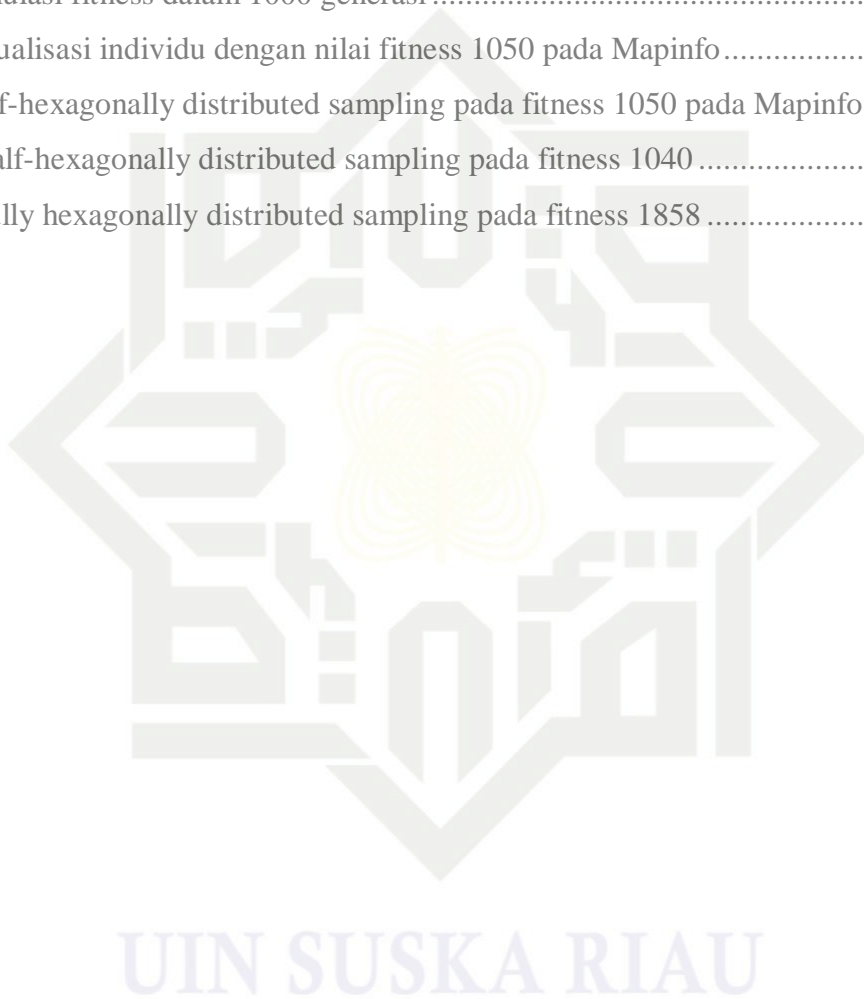 ulasi fitness dalam 1000 generasi
ualisasi individu dengan nilai fitness 1050 pada Mapinfo
f-hexagonally distributed sampling pada fitness 1050 pada Mapinfo
alf-hexagonally distributed sampling pada fitness 1040
lly hexagonally distributed sampling pada fitness 1858
UIN SUSKA RIAU